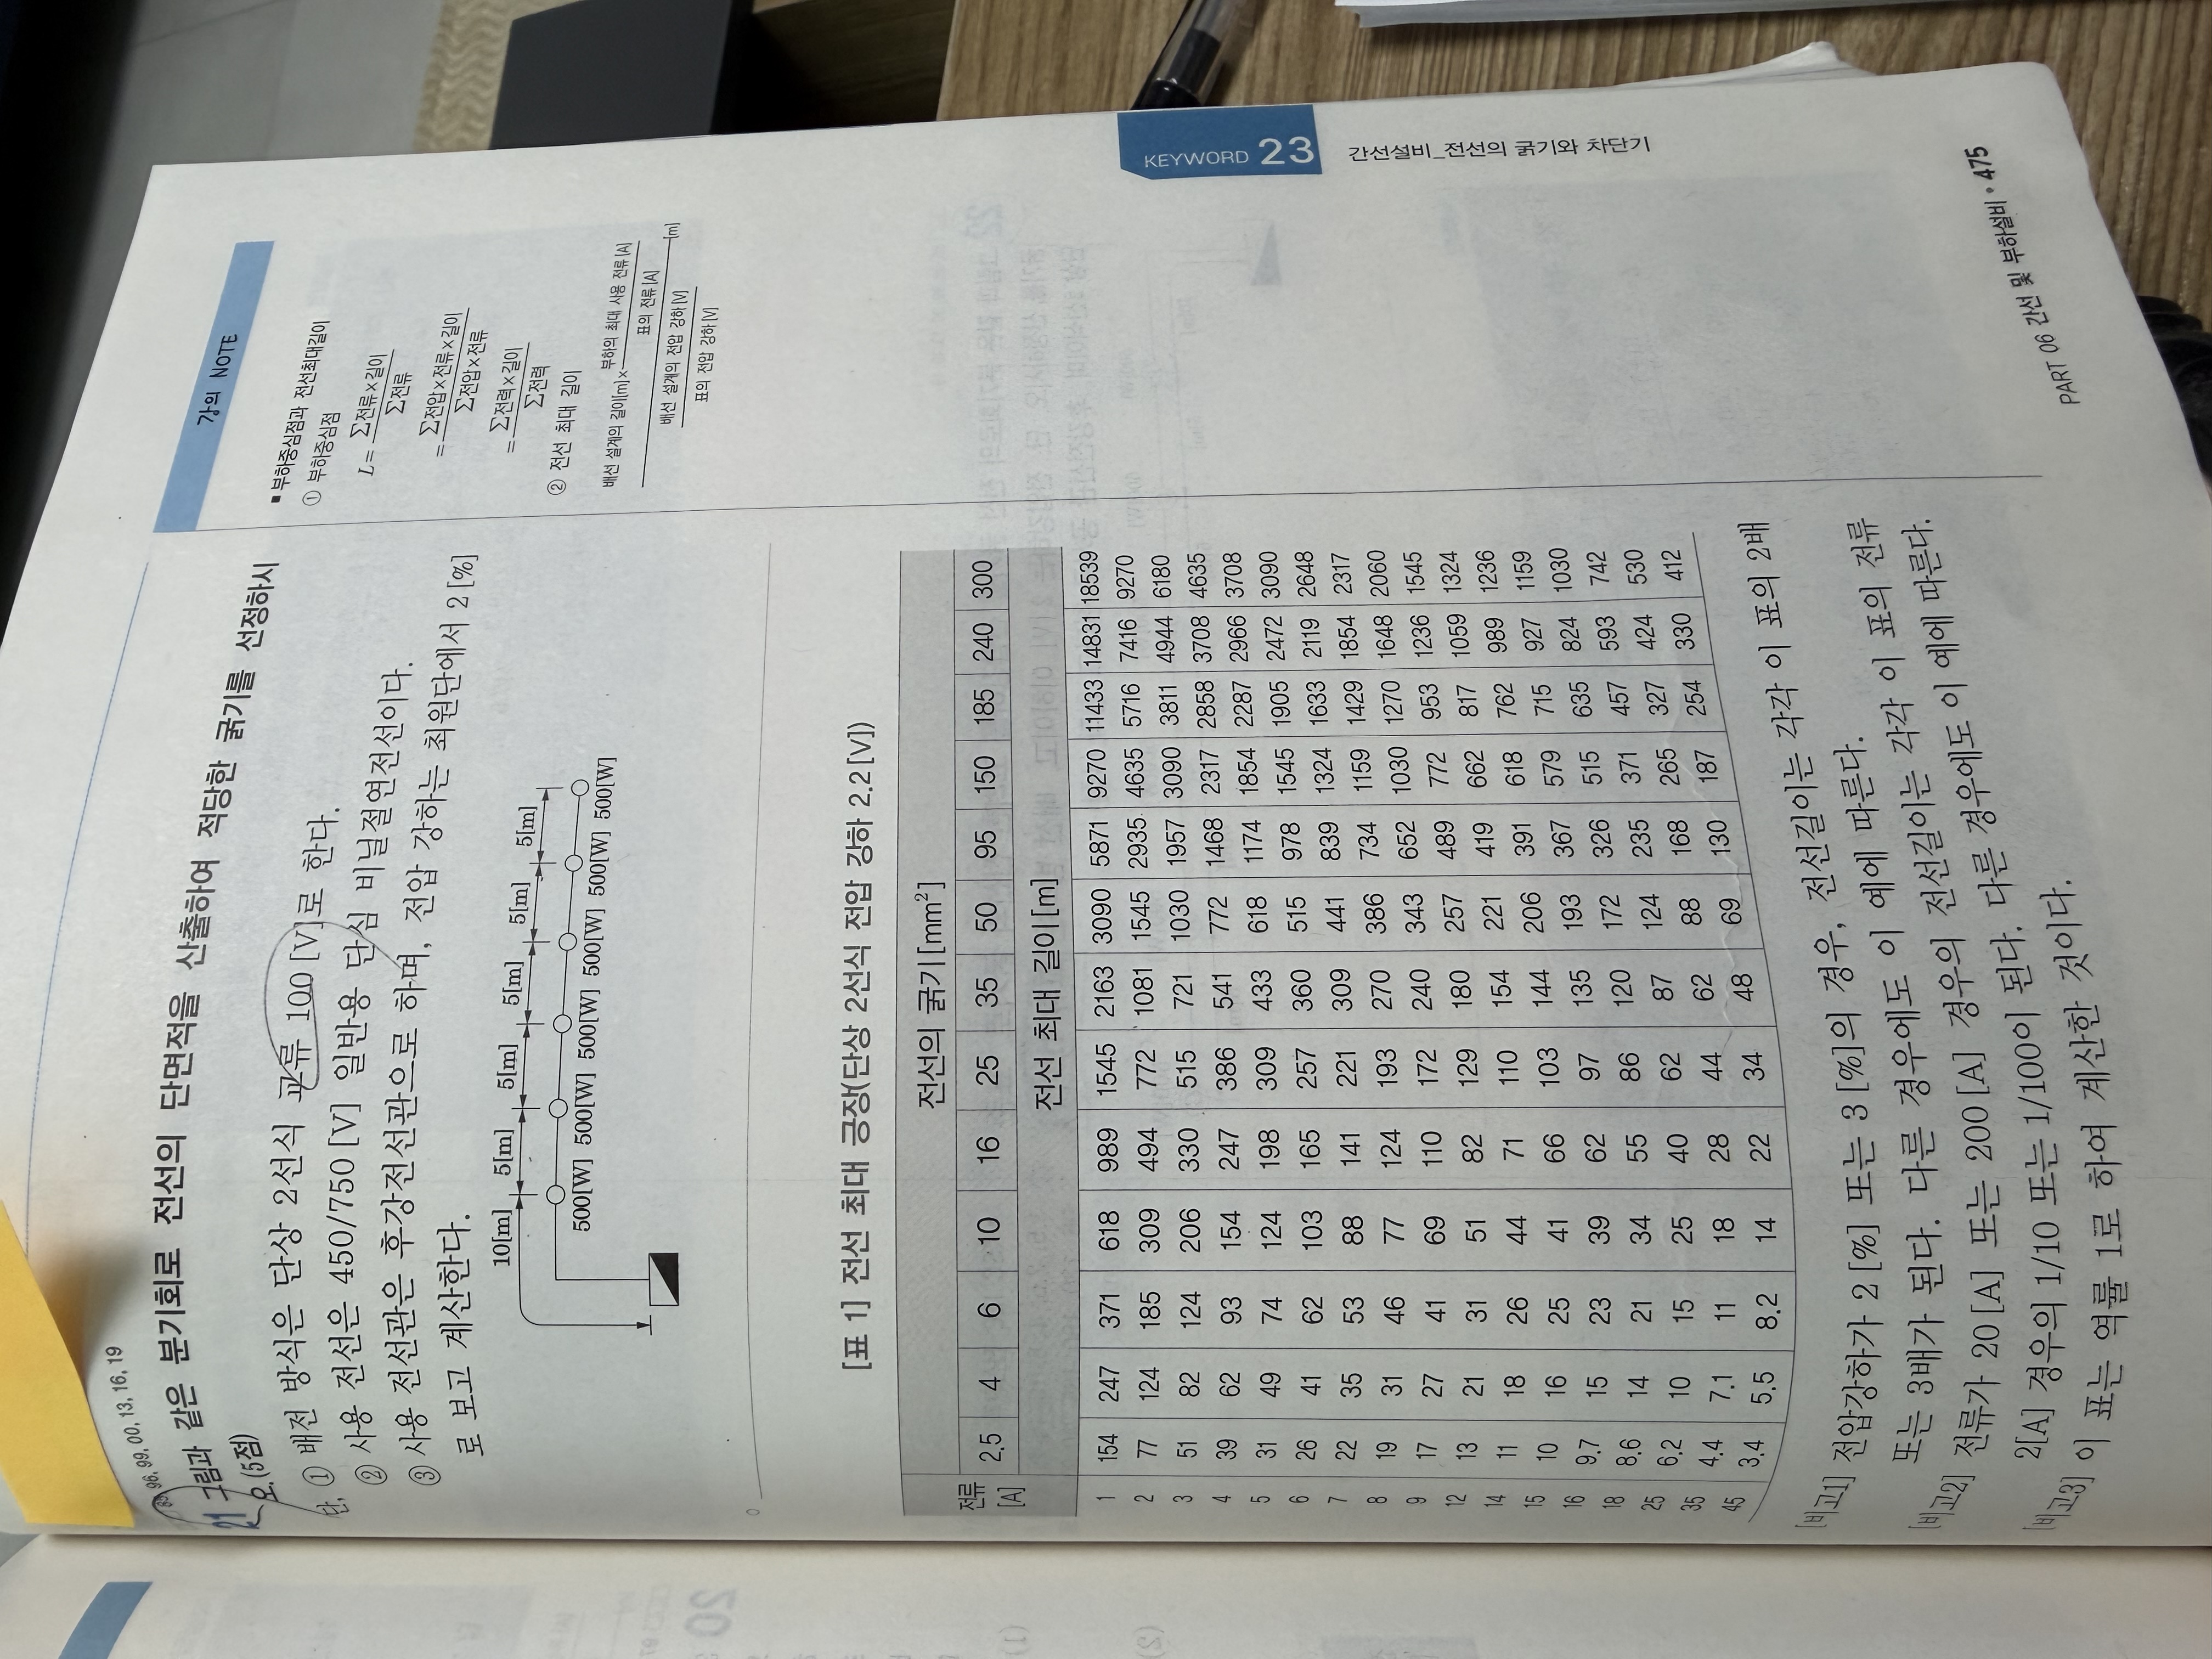 89, 96, 99, 00, 13, 16, 19
21 그림과 같은 분기회로 전선의 단면적을 산출하여 적당한 굵기를 선정하시
오. (5점)
단, ① 배전 방식은 단상 2선식 교류 100[V]로 한다.
② 사용 전선은 450/750[V] 일반용 단심 비닐절연전선이다.
③ 사용 전선관은 후강전선관으로 하며, 전압 강하는 최원단에서 2[%]
로 보고 계산한다.
10[m] 5[m] 5[m] 5[m] 5[m] 5[m]
500[W] 500[W] 500[W] 500[W] 500[W] 500[W]
[표 1] 전선 최대 긍장(단상 2선식 전압 강하 2.2[V])
전류 [A] 전선의 굵기[mm²]
2.5 4 6 10 16 25 35 50 95 150 185 240 300
전선 최대 길이[m]
1 154 247 371 618 989 1545 2163 3090 5871 9270 11433 14831 18539
2 77 124 185 309 494 772 1081 1545 2935 4635 5716 7416 9270
3 51 82 124 206 330 515 721 1030 1957 3090 3811 4944 6180
4 39 62 93 154 247 386 541 772 1468 2317 2858 3708 4635
5 31 49 74 124 198 309 433 618 1174 1854 2287 2966 3708
6 26 41 62 103 165 257 360 515 978 1545 1905 2472 3090
7 22 35 53 88 141 221 309 441 839 1324 1633 2119 2648
8 19 31 46 77 124 193 270 386 734 1159 1429 1854 2317
9 17 27 41 69 110 172 240 343 652 1030 1270 1648 2060
12 13 21 31 51 82 129 180 257 489 772 953 1236 1545
14 11 18 26 44 71 110 154 221 419 662 817 1059 1324
15 10 16 25 41 66 103 144 206 391 618 762 989 1236
16 9.7 15 23 39 62 97 135 193 367 579 715 927 1159
18 8.6 14 21 34 55 86 120 172 326 515 635 824 1030
25 6.2 10 15 25 40 62 87 124 235 371 457 593 742
35 4.4 7.1 11 18 28 44 62 88 168 265 327 424 530
45 3.4 5.5 8.2 14 22 34 48 69 130 187 254 330 412
[비고1] 전압강하가 2[%] 또는 3[%]의 경우, 전선길이는 각각 이 표의 2배
또는 3배가 된다. 다른 경우에도 이 예에 따른다.
[비고2] 전류가 20[A] 또는 200[A] 경우의 전선길이는 각각 이 표의 전류
2[A] 경우의 1/10 또는 1/100이 된다. 다른 경우에도 이 예에 따른다.
[비고3] 이 표는 역률 1로 하여 계산한 것이다.
강의 NOTE
■ 부하중심점과 전선최대길이
① 부하중심점
L = Σ전류×길이 / Σ전류
= Σ전압×전류×길이 / Σ전압×전류
= Σ전력×길이 / Σ전력
② 전선 최대 길이
배선 설계의 길이[m] × 부하의 최대 사용 전류[A] / 표의 전류[A]
배선 설계의 전압 강하[V] / 표의 전압 강하[V] [m]
KEYWORD 23
간선설비_전선의 굵기와 차단기
PART 06 간선 및 부하설비 • 475
20